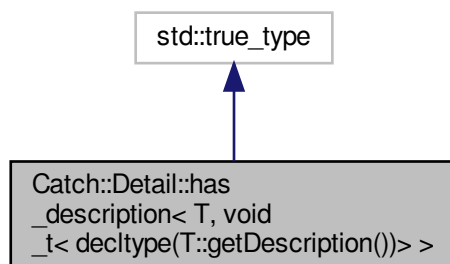 std::true_type
Catch::Detail::has
_description< T, void
_t< decltype(T::getDescription())> >